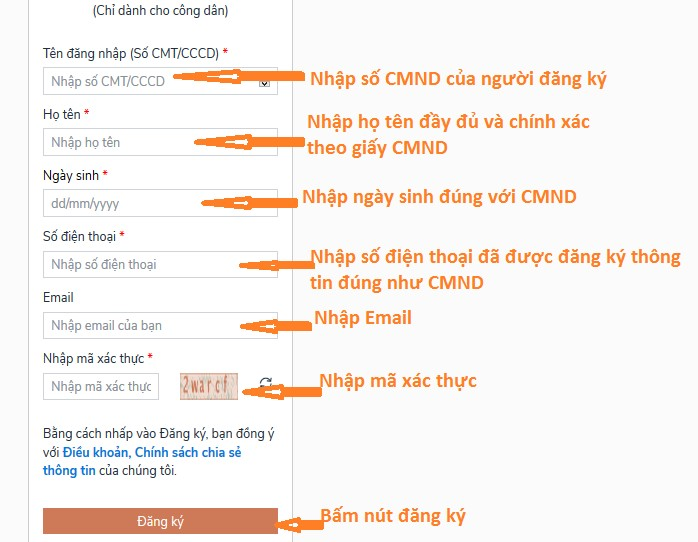 (Chỉ dành cho công dân)
Tên đăng nhập (Số CMT/CCCD) *
Nhập số CMT/CCCD
Nhập số CMND của người đăng ký
Họ tên *
Nhập họ tên
Nhập họ tên đầy đủ và chính xác
theo giấy CMND
Ngày sinh *
dd/mm/yyyy
Nhập ngày sinh đúng với CMND
Số điện thoại *
Nhập số điện thoại
Nhập số điện thoại đã được đăng ký thông
tin đúng như CMND
Email
Nhập email của bạn
Nhập Email
Nhập mã xác thực *
Nhập mã xác thực
2warcf
Nhập mã xác thực
Bằng cách nhấp vào Đăng ký, bạn đồng ý
với Điều khoản, Chính sách chia sẻ
thông tin của chúng tôi.
Đăng ký
Bấm nút đăng ký